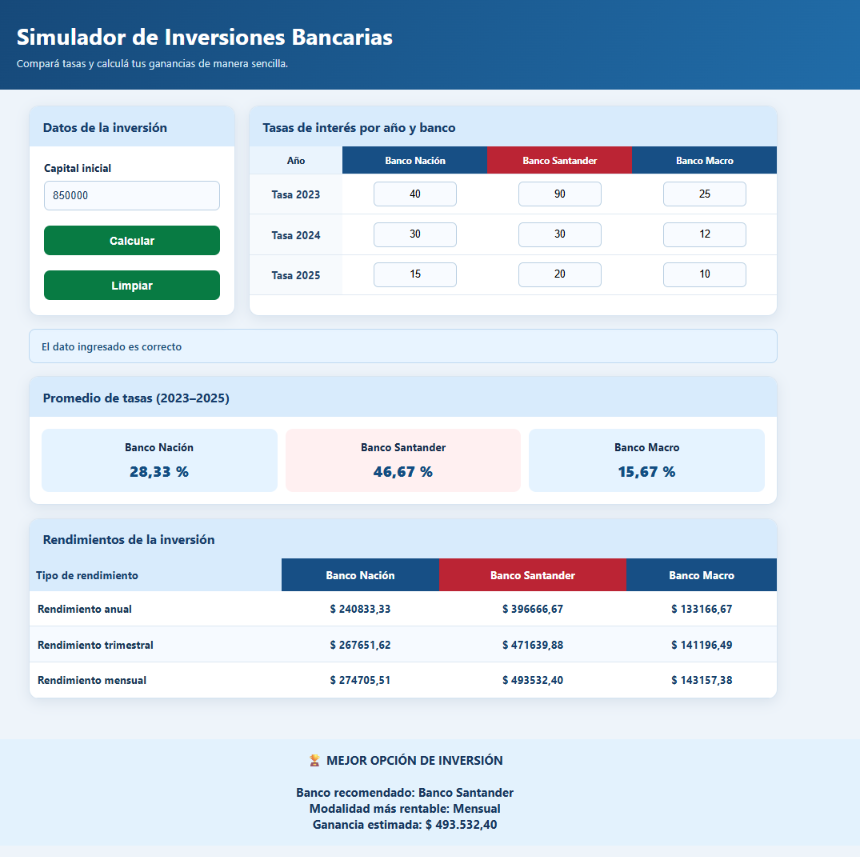 Simulador de Inversiones Bancarias
Compará tasas y calculá tus ganancias de manera sencilla.
Datos de la inversión
Capital inicial
850000
Calcular
Limpiar
Tasas de interés por año y banco
Año Banco Nación Banco Santander Banco Macro
Tasa 2023 40 90 25
Tasa 2024 30 30 12
Tasa 2025 15 20 10
El dato ingresado es correcto
Promedio de tasas (2023–2025)
Banco Nación Banco Santander Banco Macro
28,33 % 46,67 % 15,67 %
Rendimientos de la inversión
Tipo de rendimiento Banco Nación Banco Santander Banco Macro
Rendimiento anual $ 240833,33 $ 396666,67 $ 133166,67
Rendimiento trimestral $ 267651,62 $ 471639,88 $ 141196,49
Rendimiento mensual $ 274705,51 $ 493532,40 $ 143157,38
MEJOR OPCIÓN DE INVERSIÓN
Banco recomendado: Banco Santander
Modalidad más rentable: Mensual
Ganancia estimada: $ 493.532,40